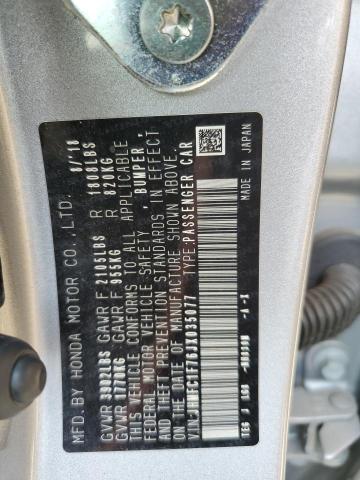 MFD. BY HONDA MOTOR CO.,LTD. 8/'18
GVWR 3902LBS GAWR F 2105LBS R 1808LBS
GVWR 1770KG GAWR F 955KG R 820KG
THIS VEHICLE CONFORMS TO ALL APPLICABLE
FEDERAL MOTOR VEHICLE SAFETY, BUMPER,
AND THEFT PREVENTION STANDARDS IN EFFECT
ON THE DATE OF MANUFACTURE SHOWN ABOVE.
TYPE:PASSENGER CAR
MADE IN JAPAN